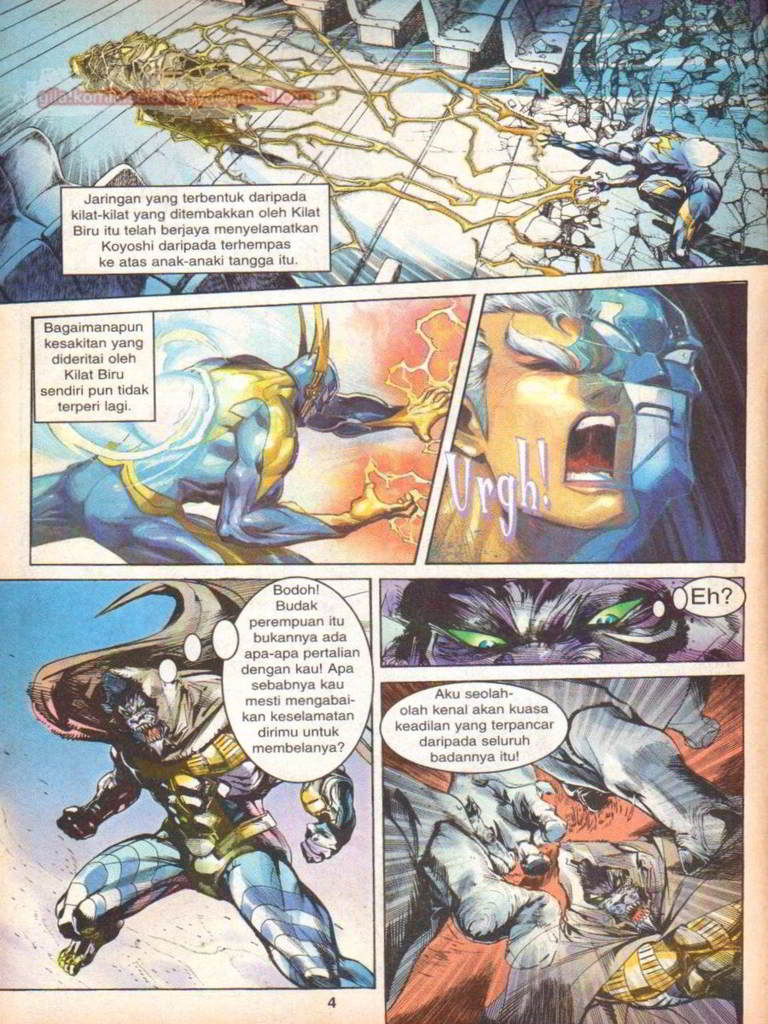 Jaringan yang terbentuk daripada
kilat-kilat yang ditembakkan oleh Kilat
Biru itu telah berjaya menyelamatkan
Koyoshi daripada terhempas
ke atas anak-anaki tangga itu.
Bagaimanapun
kesakitan yang
dideritai oleh
Kilat Biru
sendiri pun tidak
terperi lagi.
Urgh!
Bodoh!
Budak
perempuan itu
bukannya ada
apa-apa pertalian
dengan kau! Apa
sebabnya kau
mesti mengabai-
kan keselamatan
dirimu untuk
membelanya?
Eh?
Aku seolah-
olah kenal akan kuasa
keadilan yang terpancar
daripada seluruh
badannya itu!
4